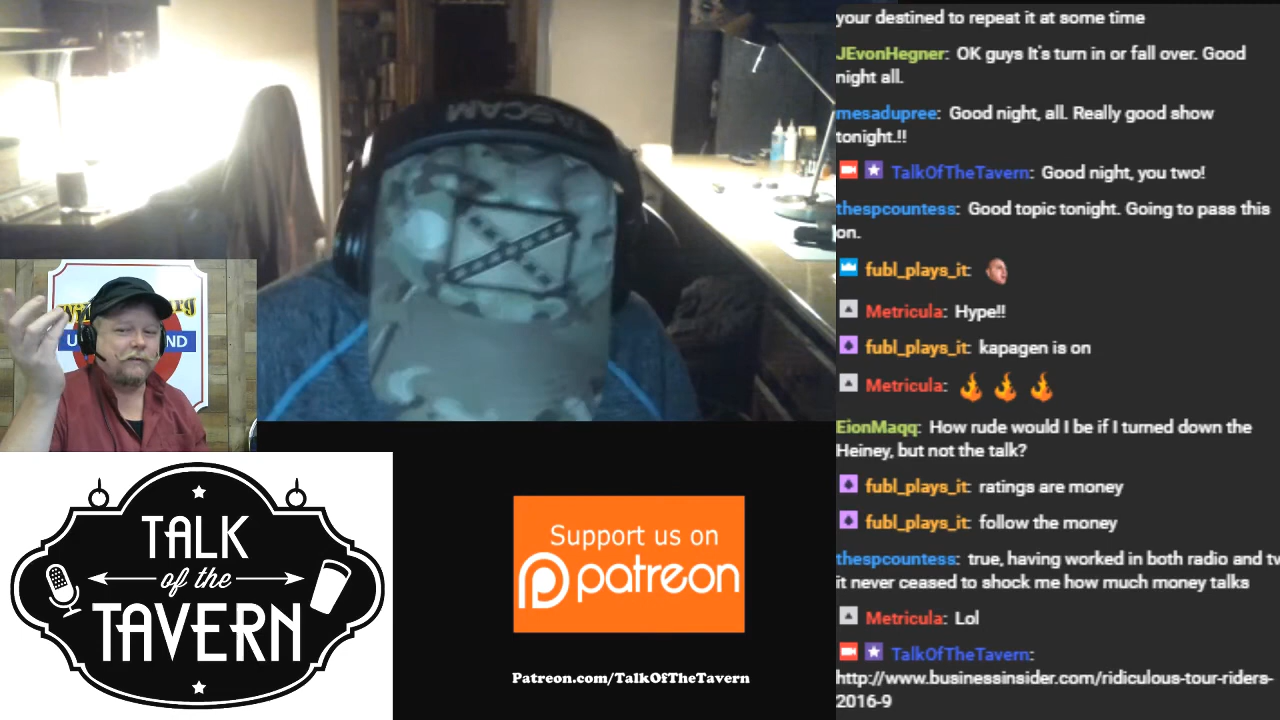 TASCAM
U ND
TALK
of the
TAVERN
Support us on
patreon
Patreon.com/TalkOfTheTavern
your destined to repeat it at some time
JEvonHegner: OK guys It's turn in or fall over. Good
night all.
mesadupree: Good night, all. Really good show
tonight.!!
TalkOfTheTavern: Good night, you two!
thespcountess: Good topic tonight. Going to pass this
on.
fubl_plays_it:
Metricula: Hype!!
fubl_plays_it: kapagen is on
Metricula:
EionMaqq: How rude would I be if I turned down the
Heiney, but not the talk?
fubl_plays_it: ratings are money
fubl_plays_it: follow the money
thespcountess: true, having worked in both radio and tv
it never ceased to shock me how much money talks
Metricula: Lol
TalkOfTheTavern:
http://www.businessinsider.com/ridiculous-tour-riders-
2016-9